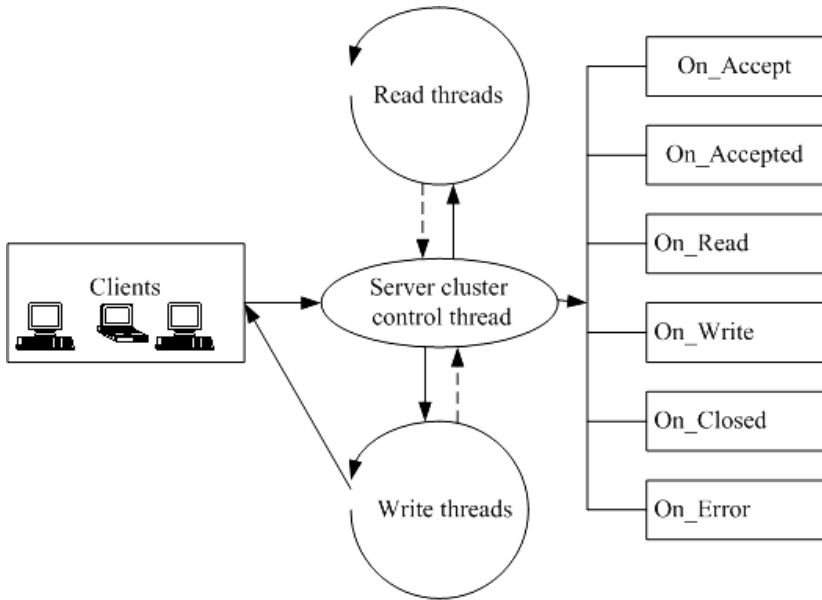 Read threads
On_Accept
On_Accepted
On_Read
Clients
Server cluster
control thread
On_Write
On_Closed
Write threads
On_Error